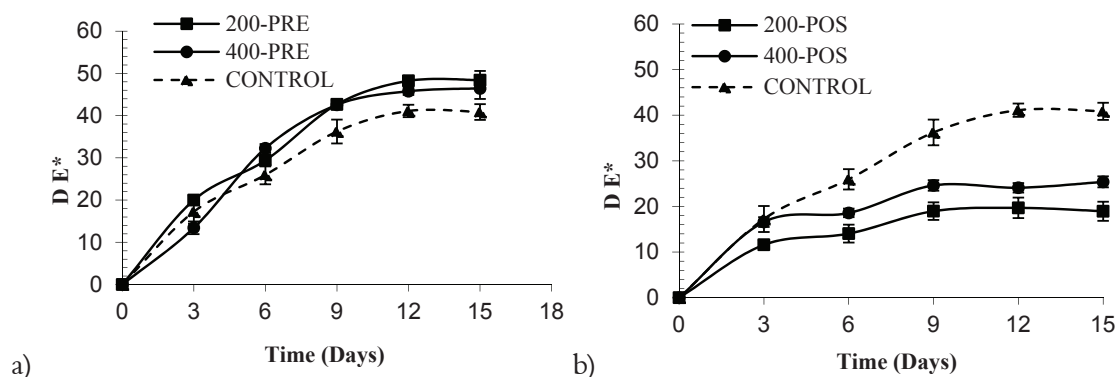 60
50
40
30
20
10
0
D E*
200-PRE
400-PRE
CONTROL
0 3 6 9 12 15 18
Time (Days)
a)
60
50
40
30
20
10
0
D E*
200-POS
400-POS
CONTROL
0 3 6 9 12 15
Time (Days)
b)